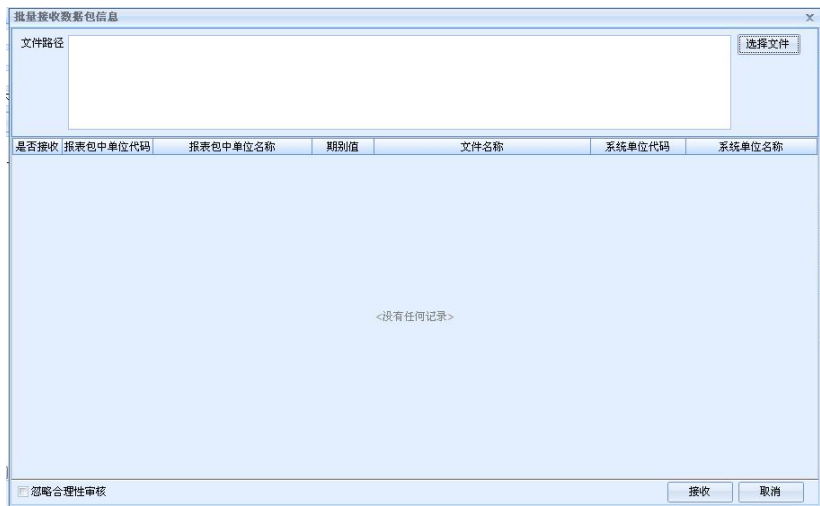 批量接收数据包信息
文件路径 选择文件
是否接收 报表包中单位代码 报表包中单位名称 期别值 文件名称 系统单位代码 系统单位名称
<没有任何记录>
忽略合理性审核 接收 取消